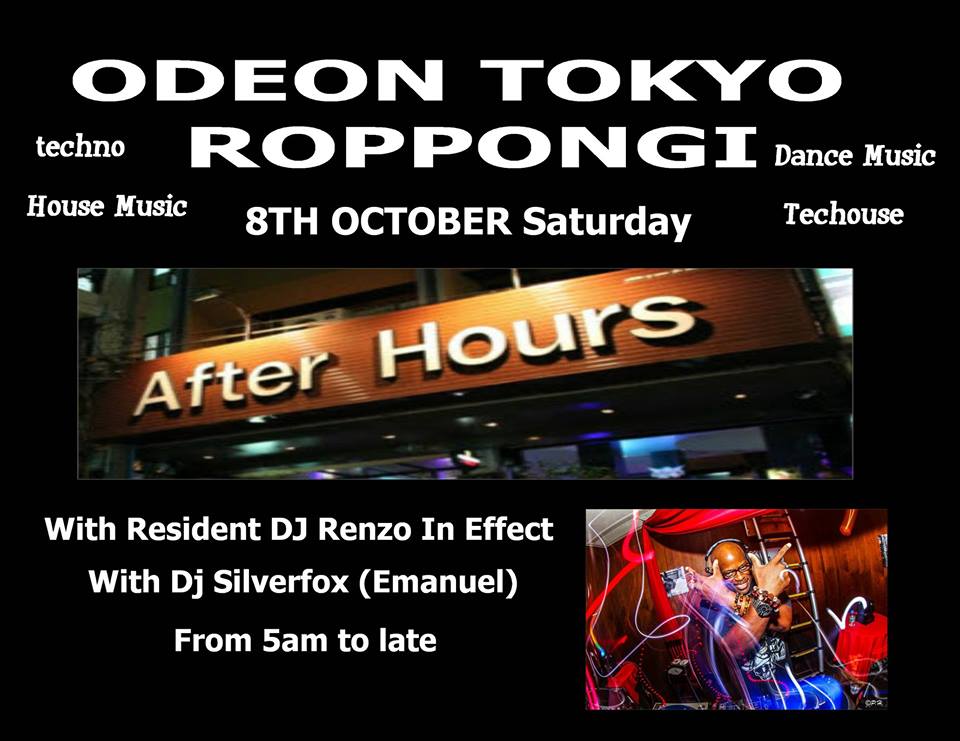 ODEON TOKYO
ROPPONGI
techno
Dance Music
House Music
8TH OCTOBER Saturday
Techouse
After Hours
With Resident DJ Renzo In Effect
With Dj Silverfox (Emanuel)
From 5am to late